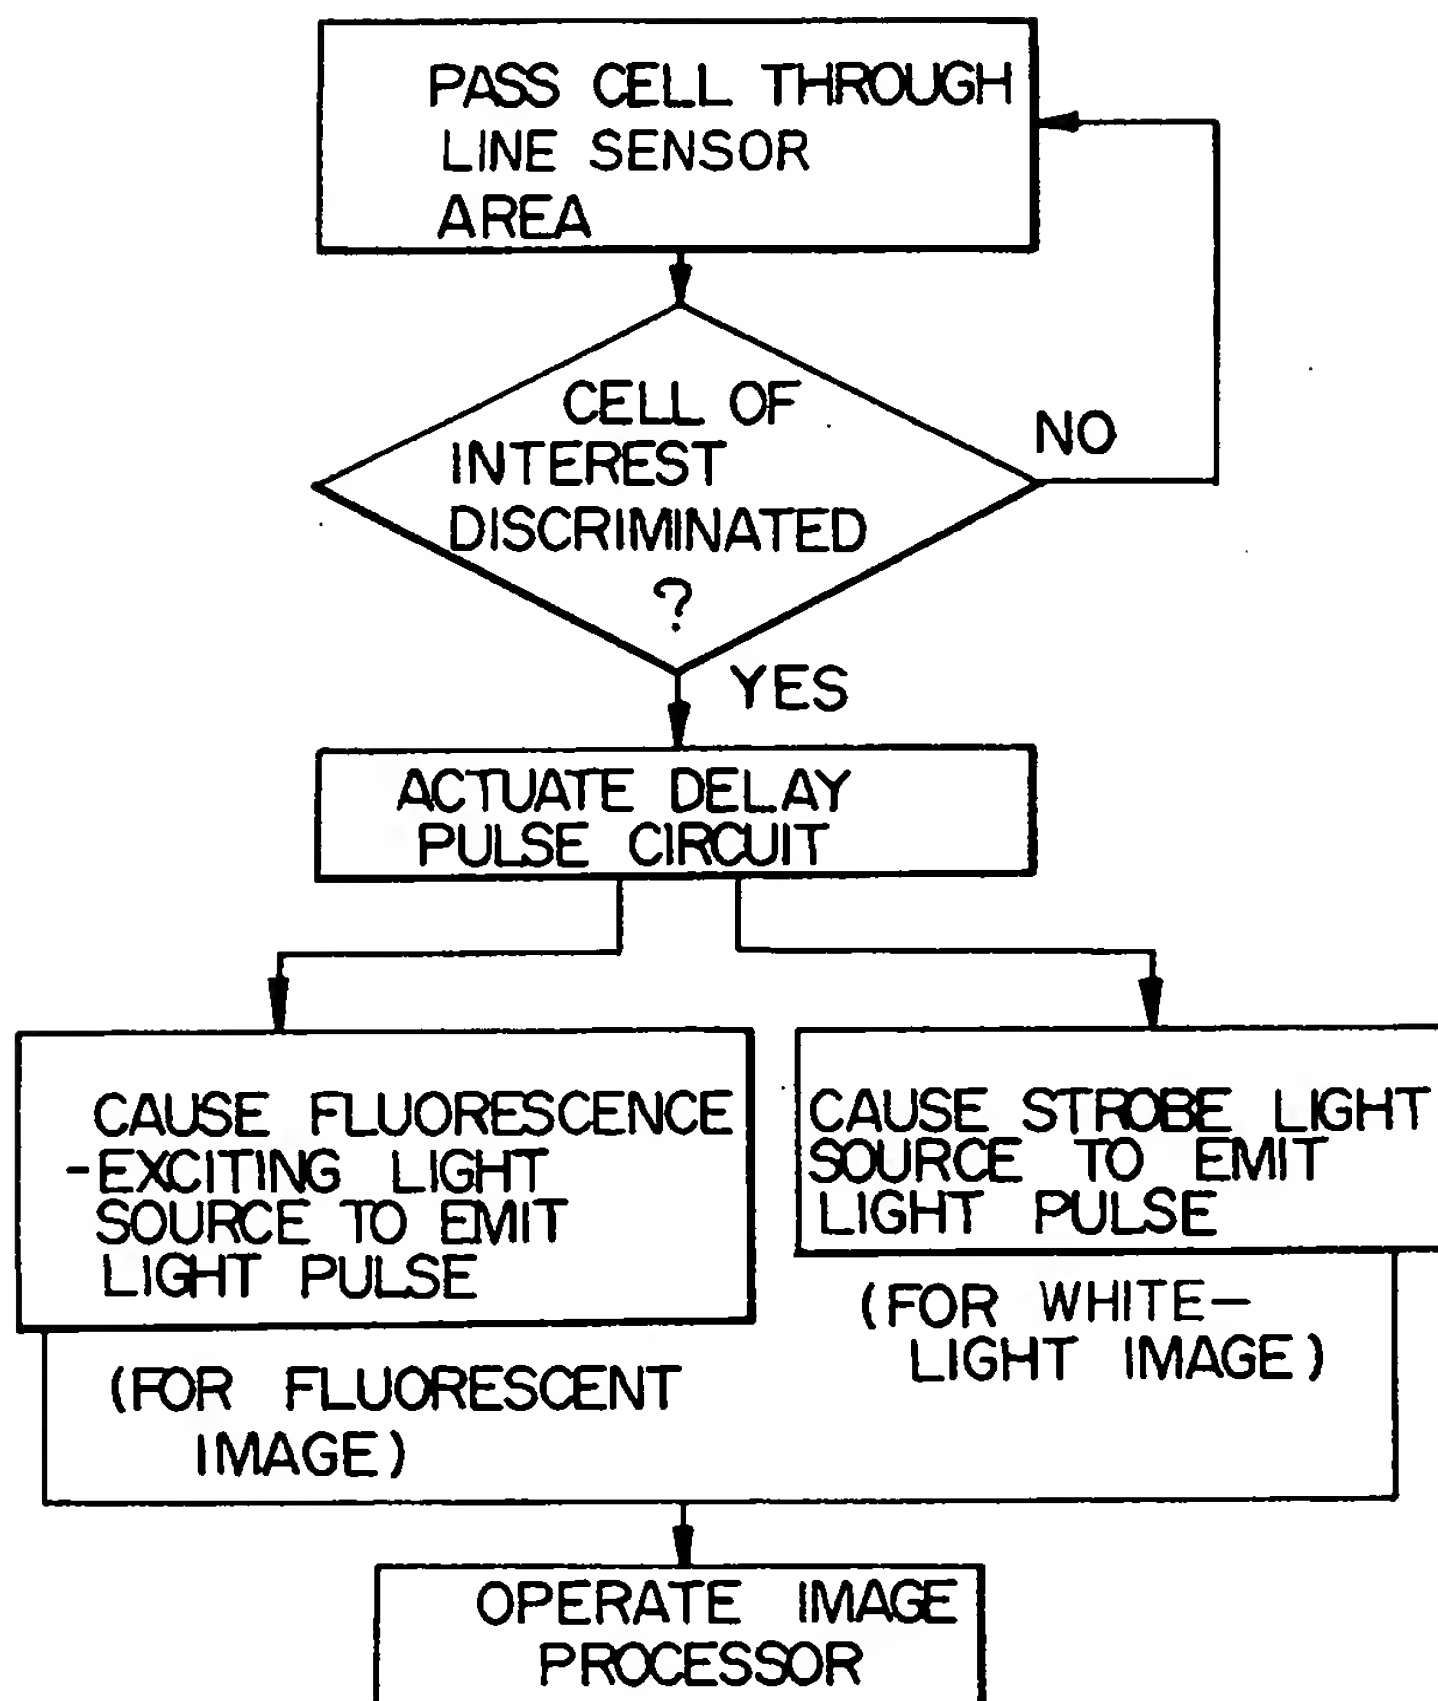 PASS CELL THROUGH
LINE SENSOR
AREA
CELL OF
INTEREST
DISCRIMINATED
?
NO
YES
ACTUATE DELAY
PULSE CIRCUIT
CAUSE FLUORESCENCE
-EXCITING LIGHT
SOURCE TO EMIT
LIGHT PULSE
(FOR FLUORESCENT
IMAGE)
CAUSE STROBE LIGHT
SOURCE TO EMIT
LIGHT PULSE
(FOR WHITE-
LIGHT IMAGE)
OPERATE IMAGE
PROCESSOR